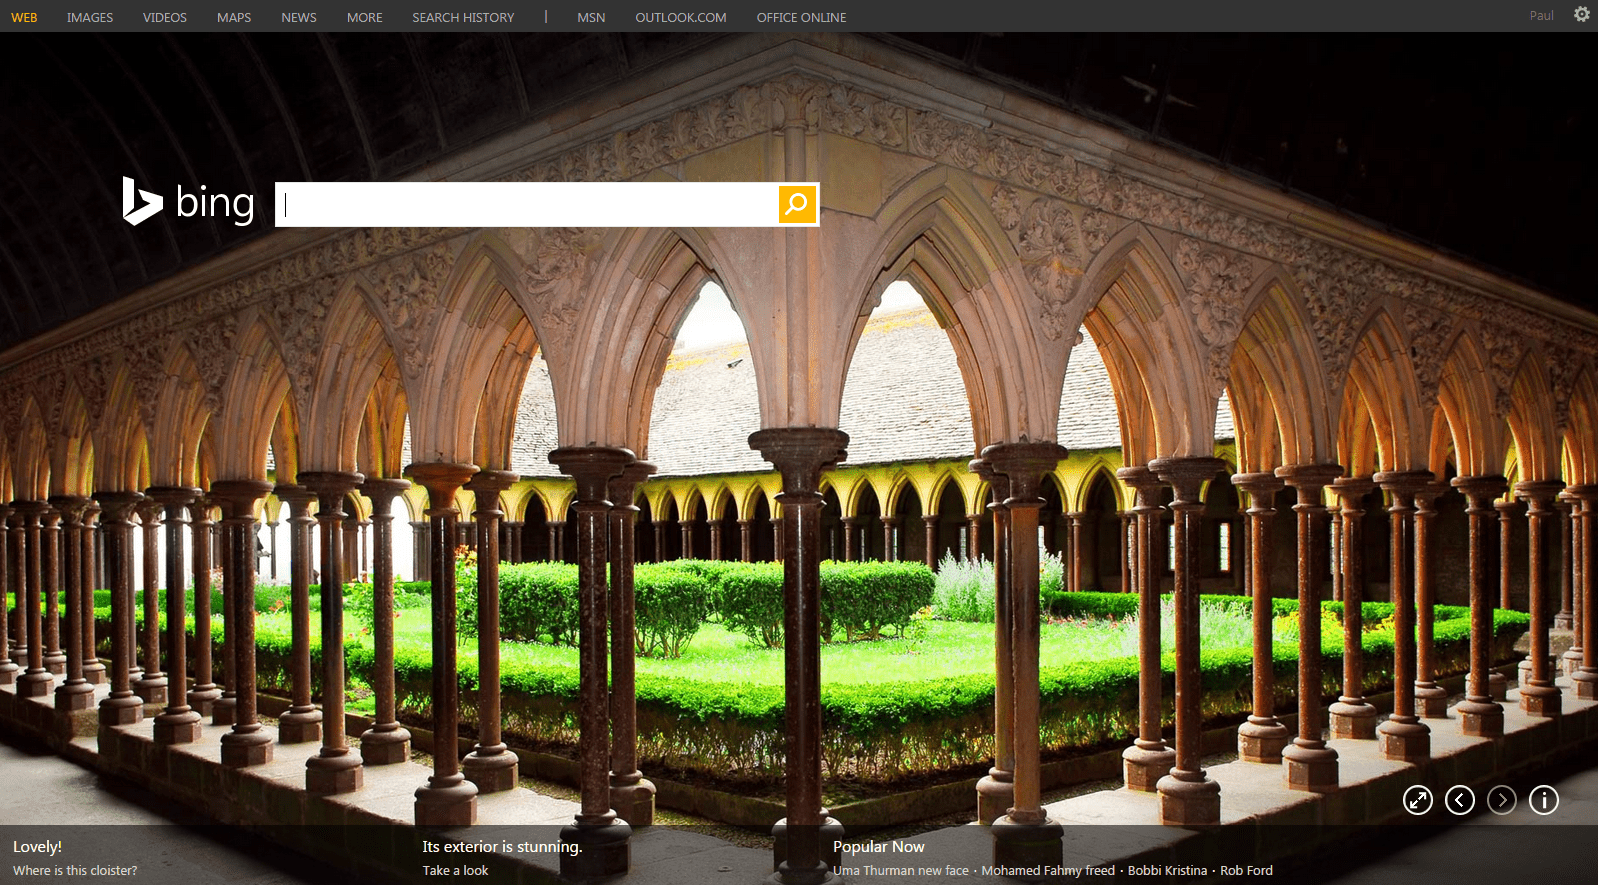 WEB IMAGES VIDEOS MAPS NEWS MORE SEARCH HISTORY | MSN OUTLOOK.COM OFFICE ONLINE Paul
bing
Lovely! Its exterior is stunning. Popular Now
Where is this cloister? Take a look Uma Thurman new face · Mohamed Fahmy freed · Bobbi Kristina · Rob Ford